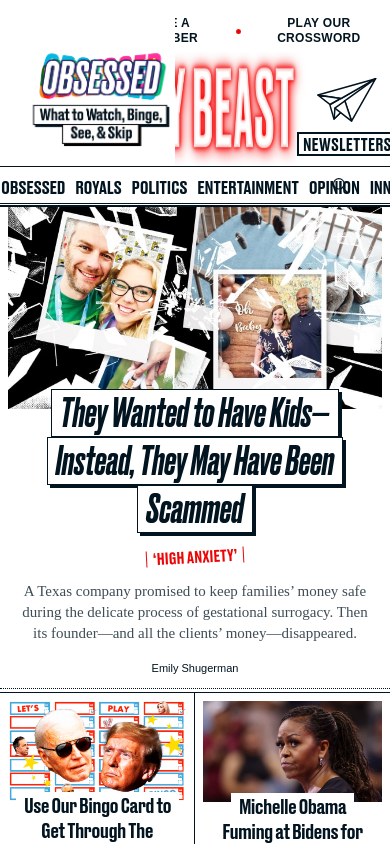 E A
BER
PLAY OUR
CROSSWORD
OBSESSED
What to Watch, Binge,
See, & Skip
Y BEAST
NEWSLETTERS
OBSESSED ROYALS POLITICS ENTERTAINMENT OPINION INN
Oh
Baby
They Wanted to Have Kids—
Instead, They May Have Been
Scammed
‘HIGH ANXIETY’
A Texas company promised to keep families’ money safe
during the delicate process of gestational surrogacy. Then
its founder—and all the clients’ money—disappeared.
Emily Shugerman
LET'S PLAY
Use Our Bingo Card to
Get Through The
Michelle Obama
Fuming at Bidens for